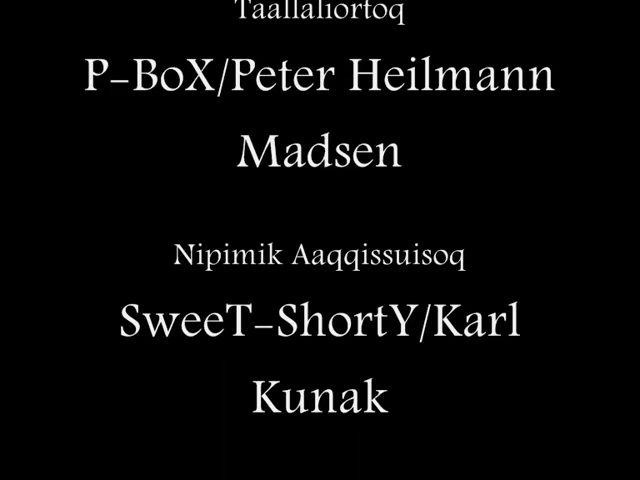 Taallaliortoq
P-BoX/Peter Heilmann
Madsen
Nipimik Aaqqissuisoq
SweeT-ShortY/Karl
Kunak